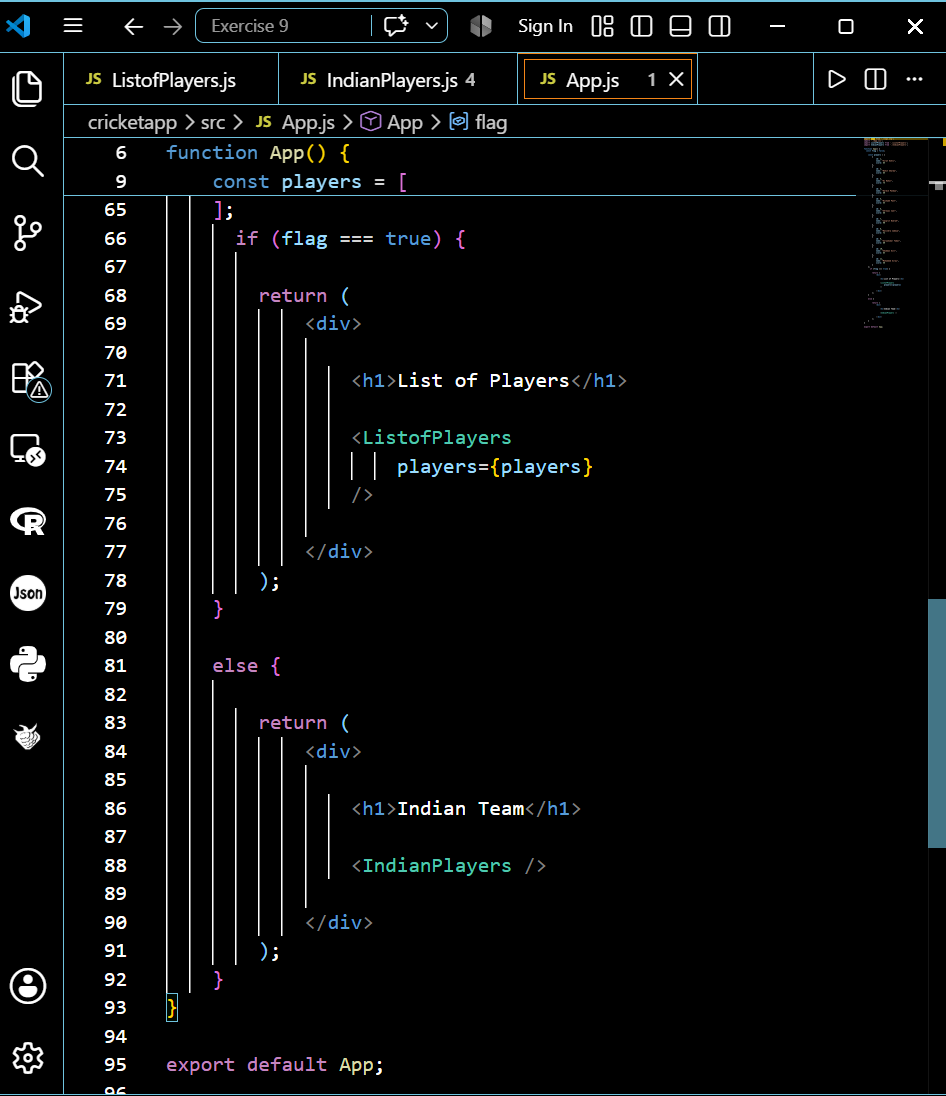 Exercise 9
Sign In
JS ListofPlayers.js
JS IndianPlayers.js 4
JS App.js 1
cricketapp > src > JS App.js > App > flag
6 function App() {
9 const players = [
65 ];
66 if (flag === true) {
67
68 return (
69 <div>
70
71 <h1>List of Players</h1>
72
73 <ListofPlayers
74 players={players}
75 />
76
77 </div>
78 );
79 }
80
81 else {
82
83 return (
84 <div>
85
86 <h1>Indian Team</h1>
87
88 <IndianPlayers />
89
90 </div>
91 );
92 }
93 }
94
95 export default App;
96
R
Json